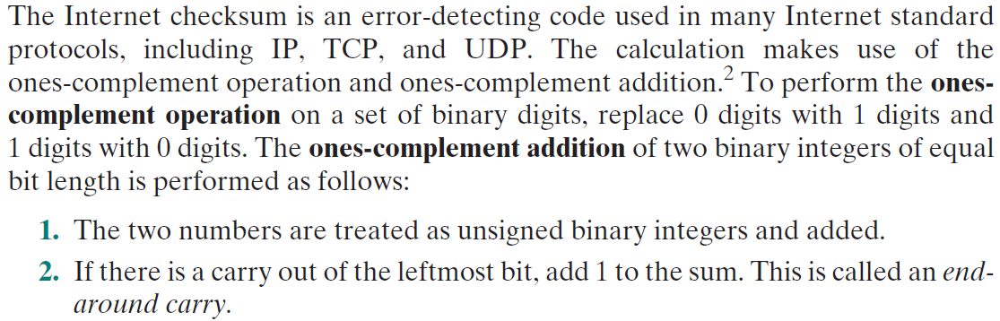 The Internet checksum is an error-detecting code used in many Internet standard
protocols, including IP, TCP, and UDP. The calculation makes use of the
ones-complement operation and ones-complement addition.² To perform the ones-
complement operation on a set of binary digits, replace 0 digits with 1 digits and
1 digits with 0 digits. The ones-complement addition of two binary integers of equal
bit length is performed as follows:
1. The two numbers are treated as unsigned binary integers and added.
2. If there is a carry out of the leftmost bit, add 1 to the sum. This is called an end-
around carry.